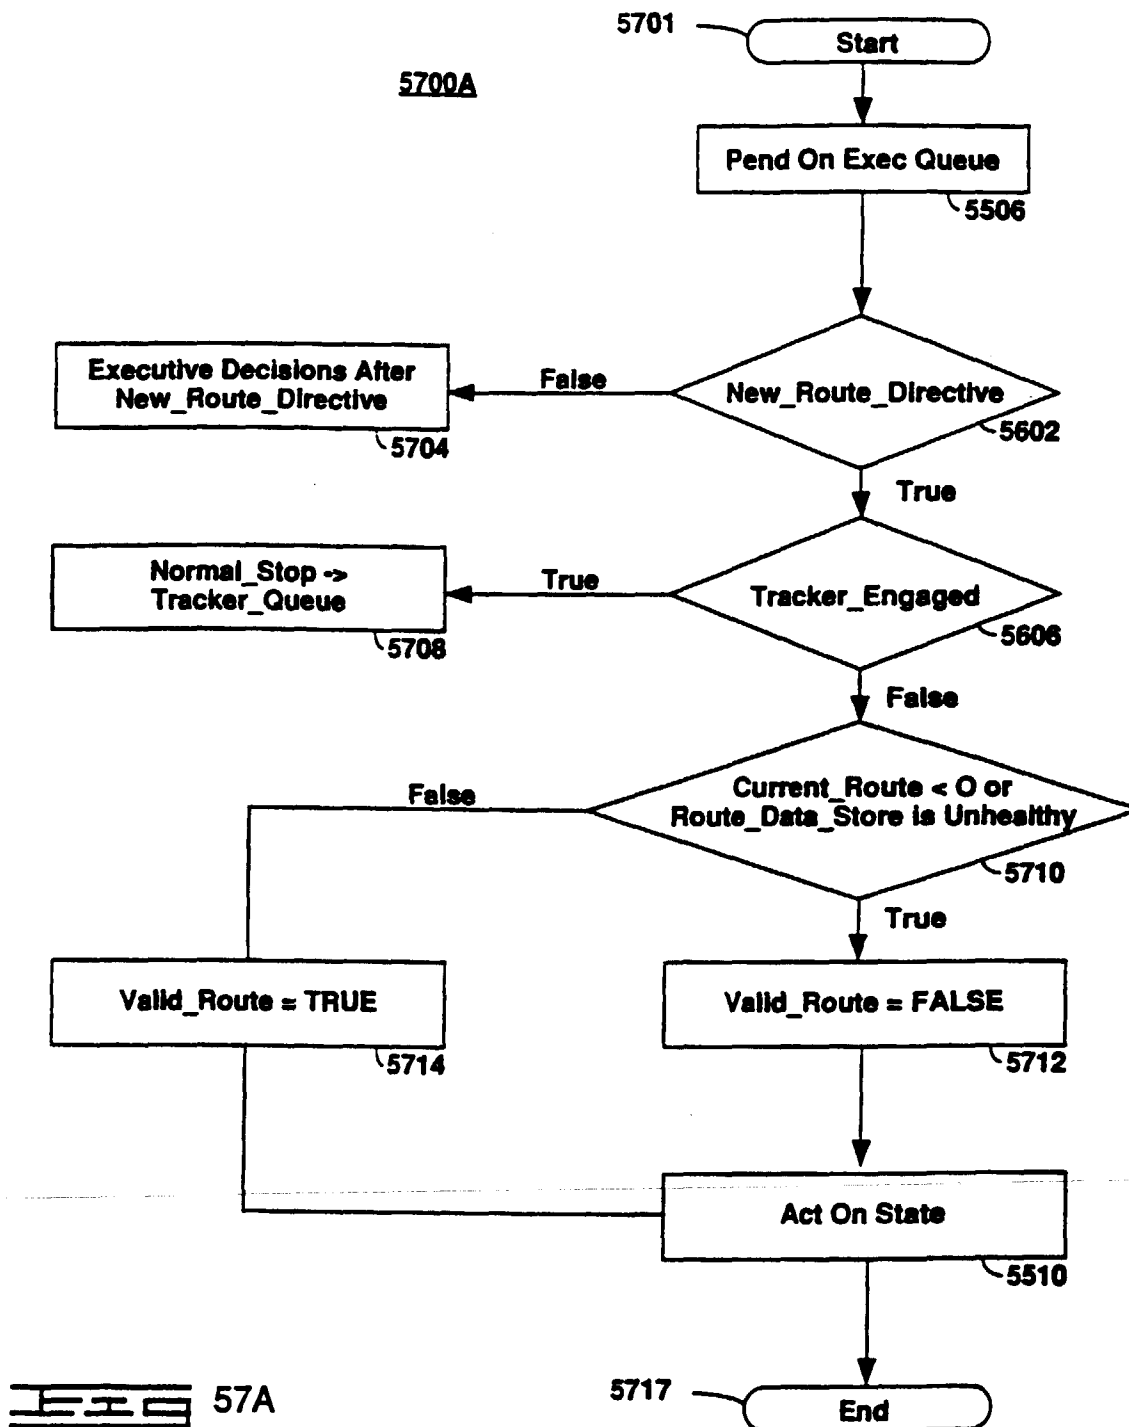 5701
Start
5700A
Pend On Exec Queue
5506
Executive Decisions After
New_Route_Directive
5704
False
New_Route_Directive
5602
True
Normal_Stop ->
Tracker_Queue
5708
True
Tracker_Engaged
5606
False
False
Current_Route < O or
Route_Data_Store is Unhealthy
5710
True
Valid_Route = TRUE
5714
Valid_Route = FALSE
5712
Act On State
5510
FIG 57A
5717
End